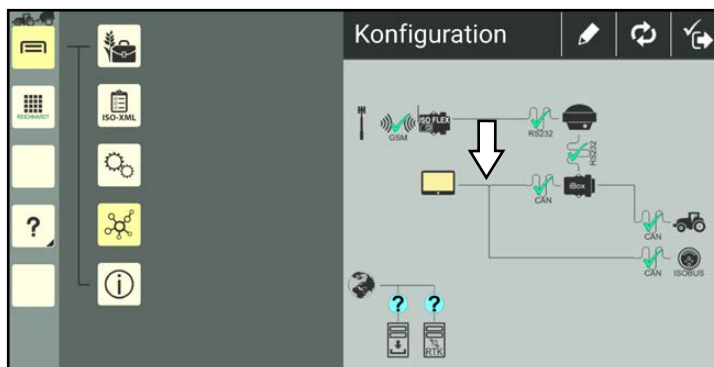 Konfiguration
REICHHARDT
ISO-XML
?
i
GSM
ISO FLEX
RS232
RS232
CAN
iBox
CAN
CAN
ISOBUS
?
?
RTK